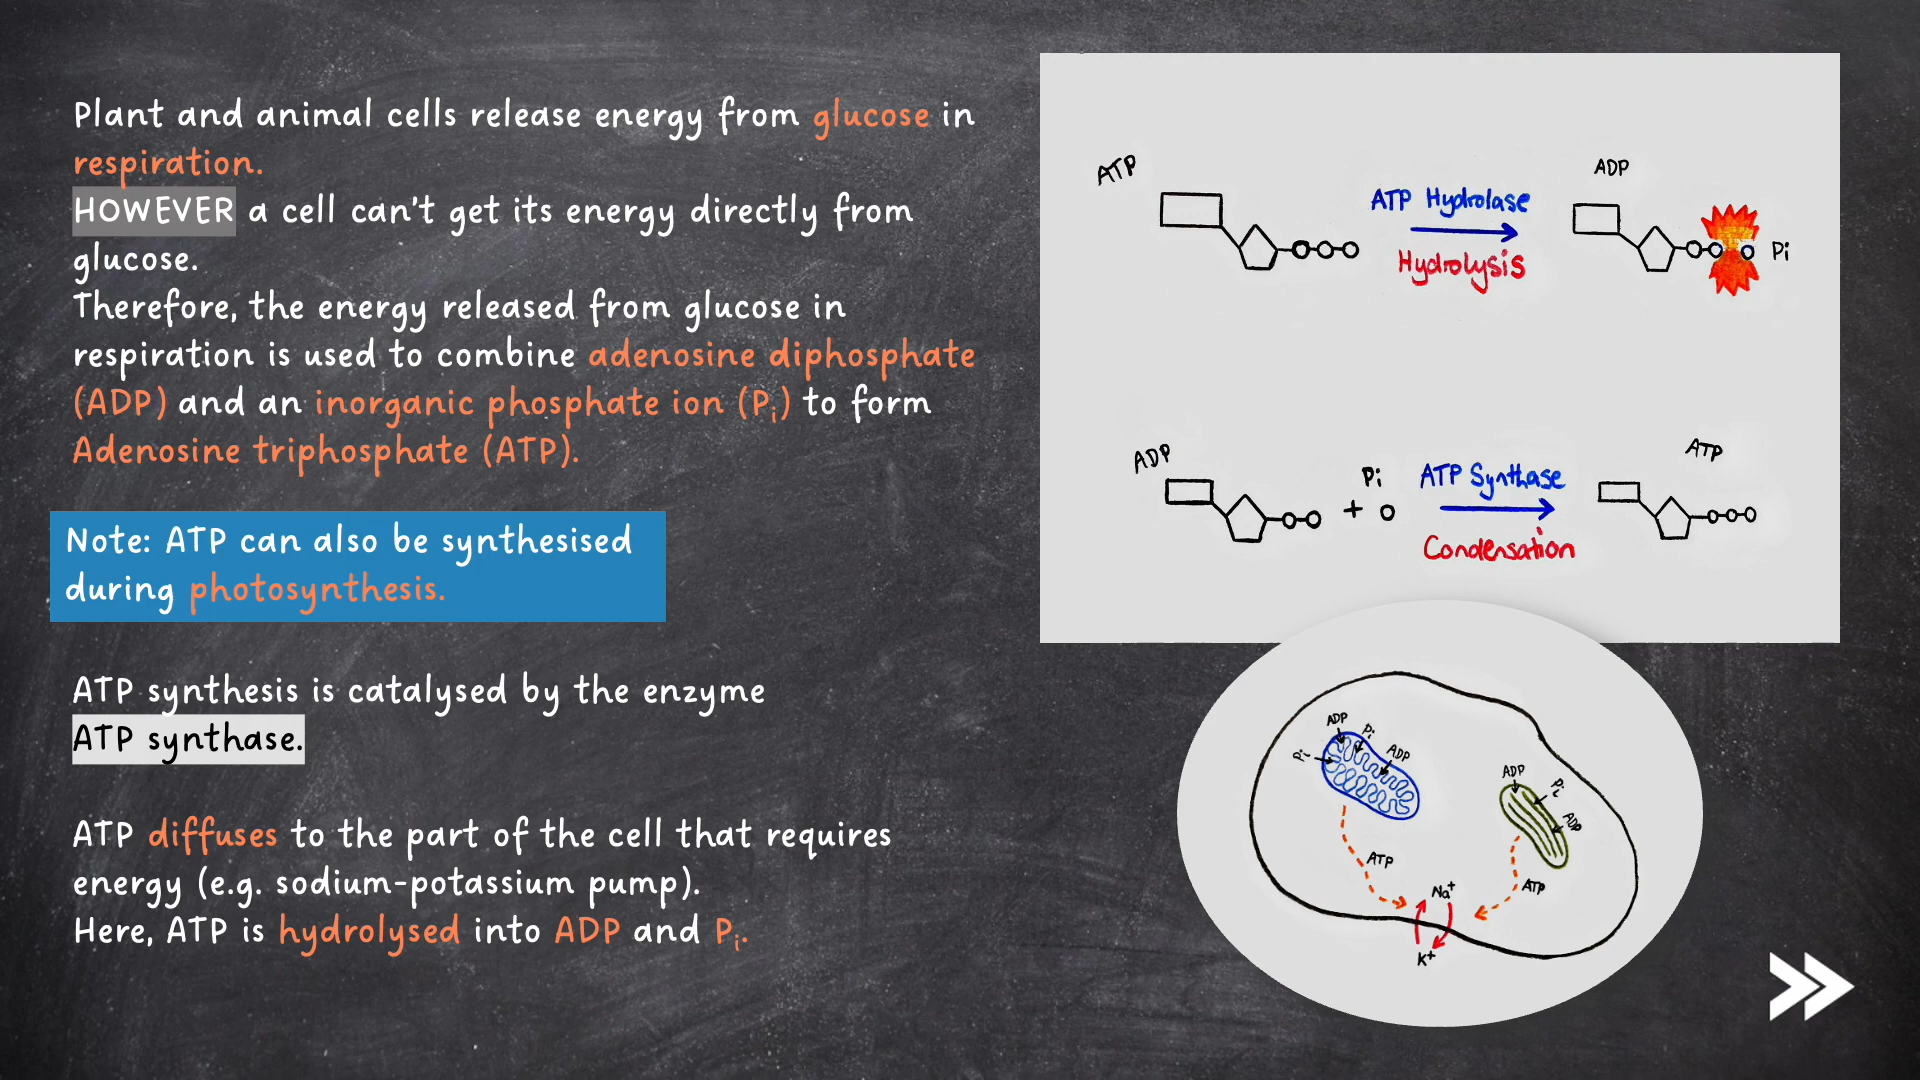 Plant and animal cells release energy from glucose in
respiration.
HOWEVER a cell can't get its energy directly from
glucose.
Therefore, the energy released from glucose in
respiration is used to combine adenosine diphosphate
(ADP) and an inorganic phosphate ion (Pi) to form
Adenosine triphosphate (ATP).
Note: ATP can also be synthesised
during photosynthesis.
ATP synthesis is catalysed by the enzyme
ATP synthase.
ATP diffuses to the part of the cell that requires
energy (e.g. sodium-potassium pump).
Here, ATP is hydrolysed into ADP and Pi.
ATP
ATP Hydrolase
Hydrolysis
ADP
Pi
ADP
+
Pi
ATP Synthase
Condensation
ATP
ADP
Pi
Pi
ADP
ATP
ADP
Pi
ADP
ATP
Na+
K+